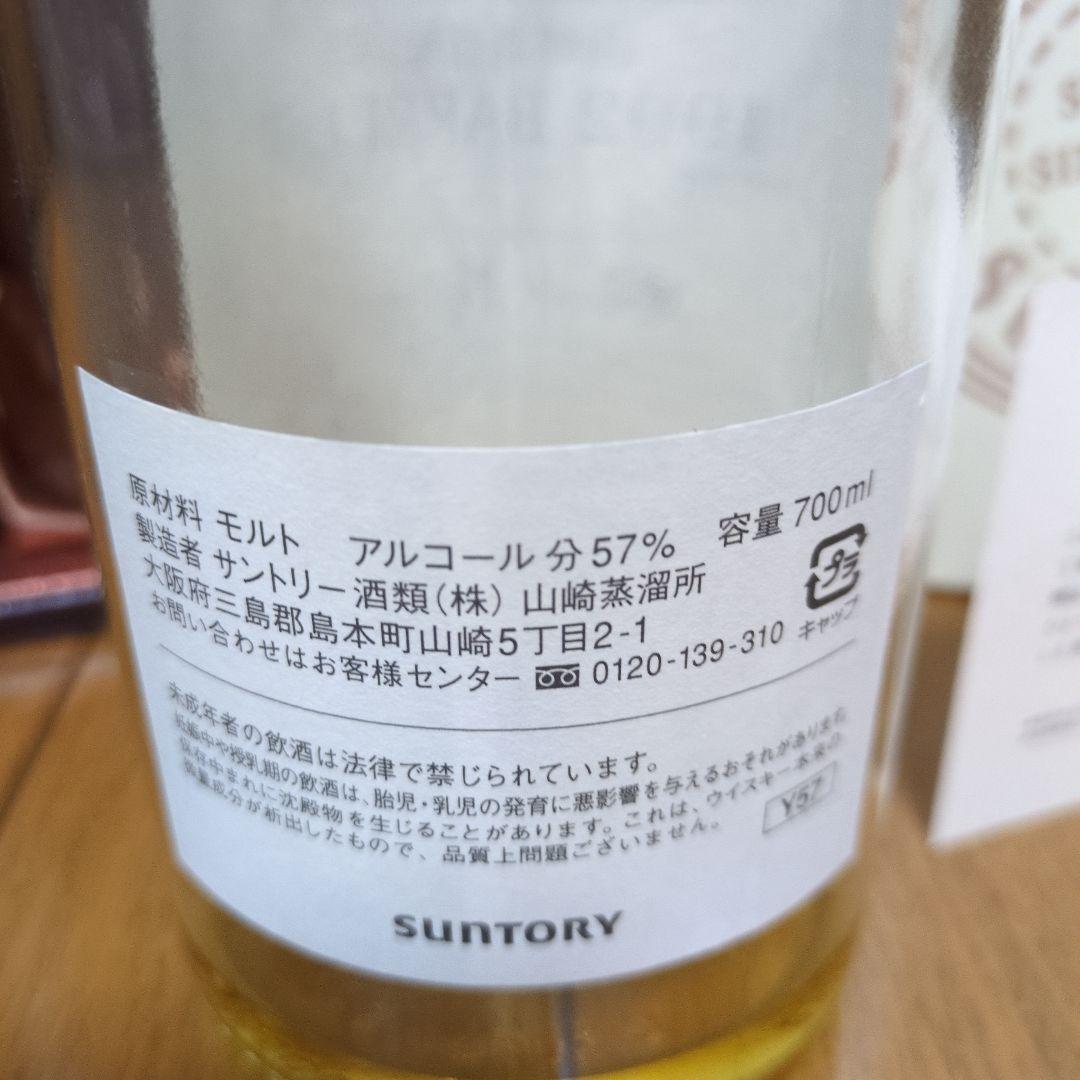 原材料 モルト アルコール分57% 容量700ml
製造者 サントリー酒類(株) 山崎蒸溜所
大阪府三島郡島本町山崎5丁目2-1
お問い合わせはお客様センター 0120-139-310
プラ
キャップ
未成年者の飲酒は法律で禁じられています。
妊娠中や授乳期の飲酒は、胎児・乳児の発育に悪影響を与えるおそれがあります。
保存中まれに沈殿物を生じることがあります。これは、ウイスキー本来の
微量成分が析出したもので、品質上問題ございません。
Y57
SUNTORY